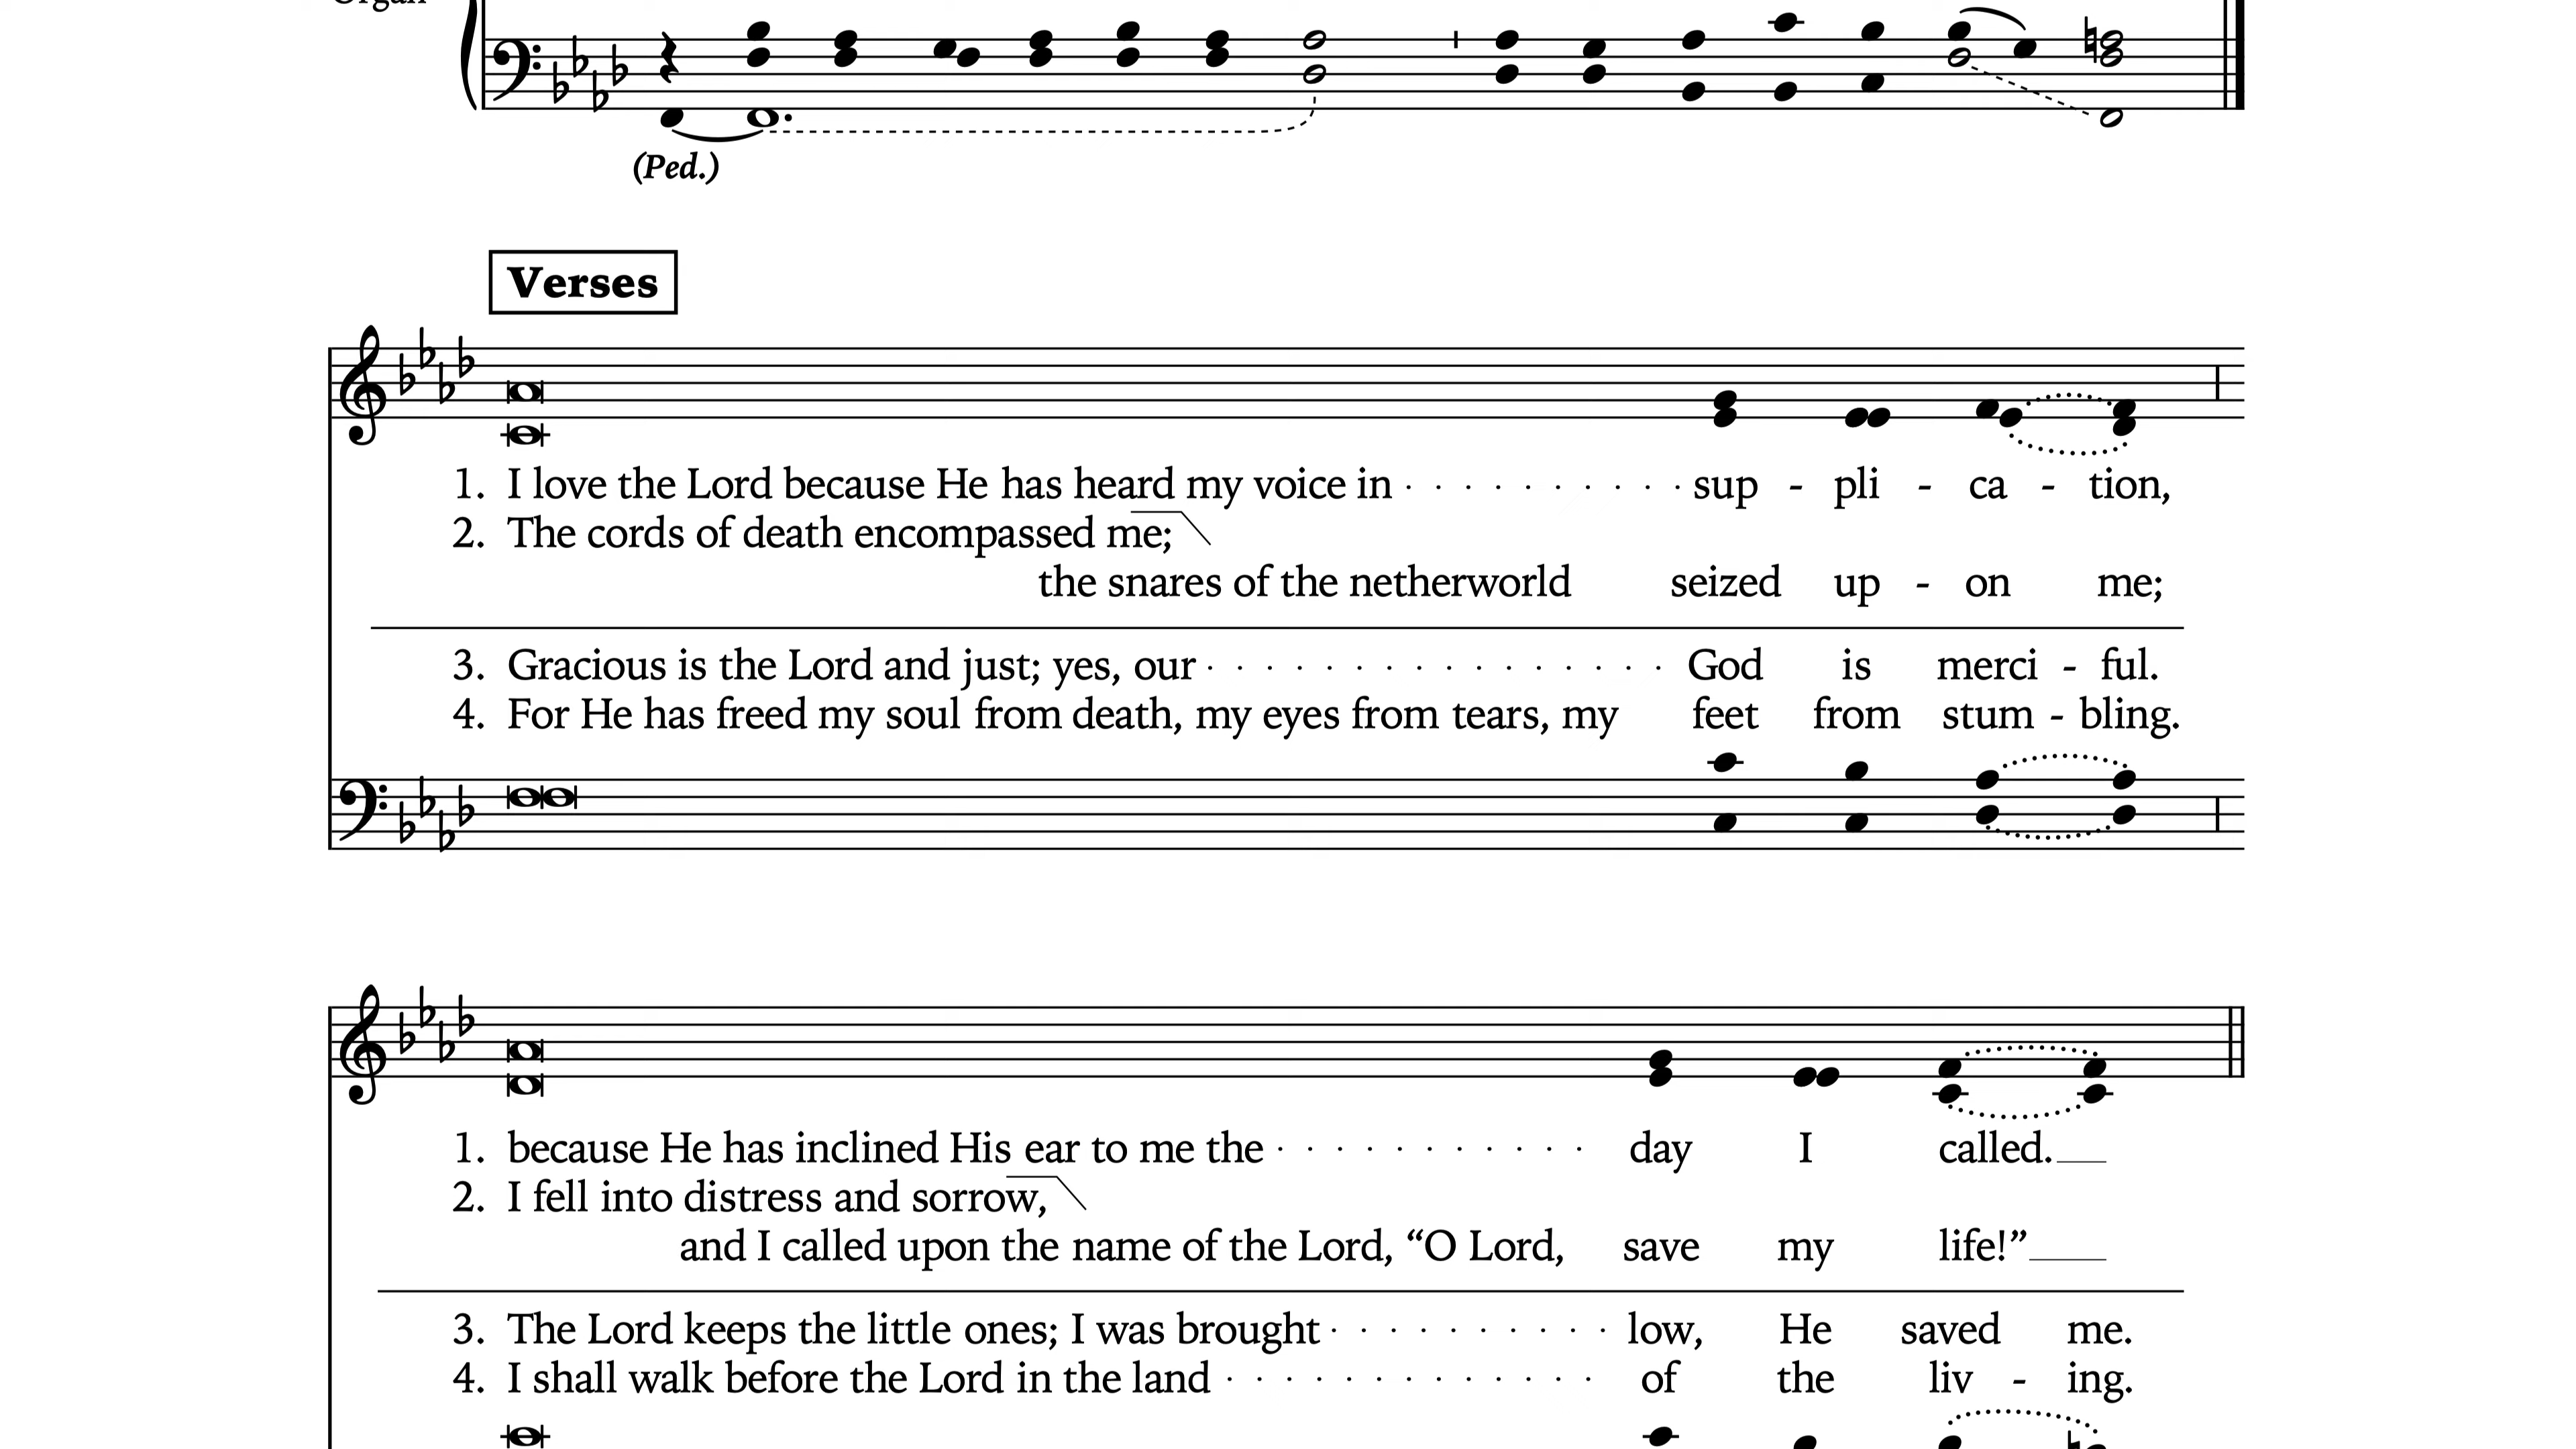 Organ
(Ped.)
Verses
1. I love the Lord because He has heard my voice in · · · · · · · · · · sup - pli - ca - tion,
2. The cords of death encompassed me;
the snares of the netherworld seized up - on me;
3. Gracious is the Lord and just; yes, our · · · · · · · · · · · · · · · · God is merci - ful.
4. For He has freed my soul from death, my eyes from tears, my feet from stum - bling.
1. because He has inclined His ear to me the · · · · · · · · · · · day I called.
2. I fell into distress and sorrow,
and I called upon the name of the Lord, “O Lord, save my life!”
3. The Lord keeps the little ones; I was brought · · · · · · · · · · low, He saved me.
4. I shall walk before the Lord in the land · · · · · · · · · · · · · of the liv - ing.